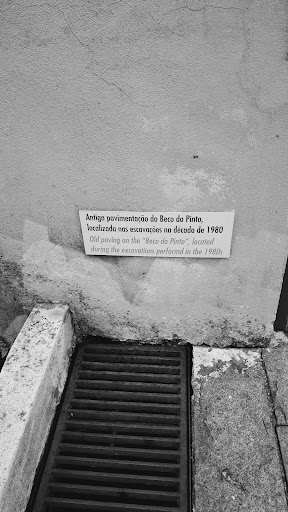 Antiga pavimentação do Beco do Pinto,
localizada nas escavações na década de 1980
Old paving on the "Beco do Pinto", located
during the excavations performed in the 1980s